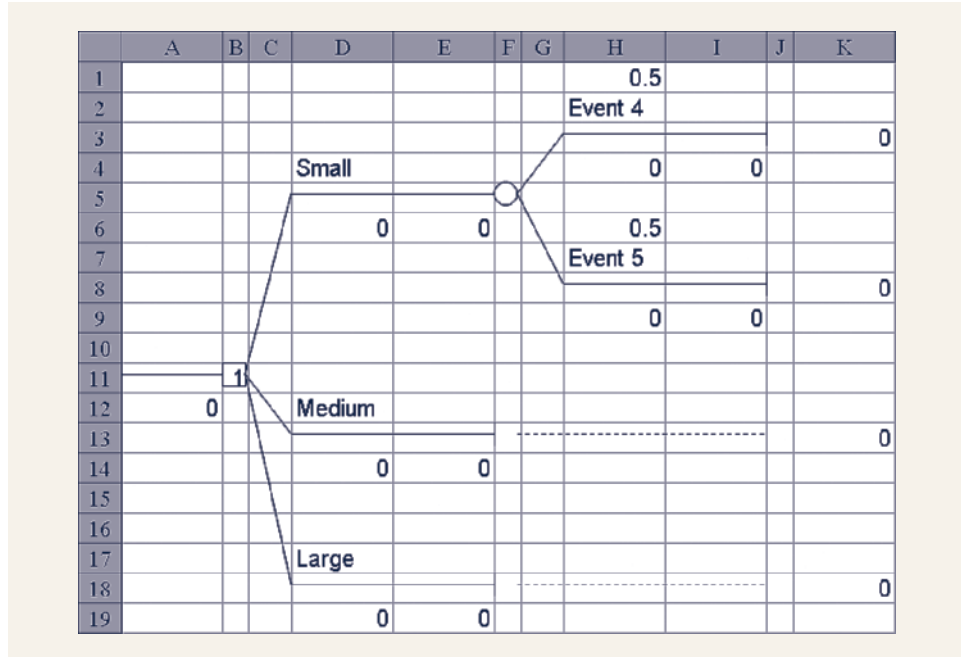 A B C D E F G H I J K
1 0.5
2 Event 4
3 0
4 Small 0 0
5
6 0 0 0.5
7 Event 5
8 0
9 0 0
10
11 1
12 0 Medium
13 0
14 0 0
15
16
17 Large
18 0
19 0 0